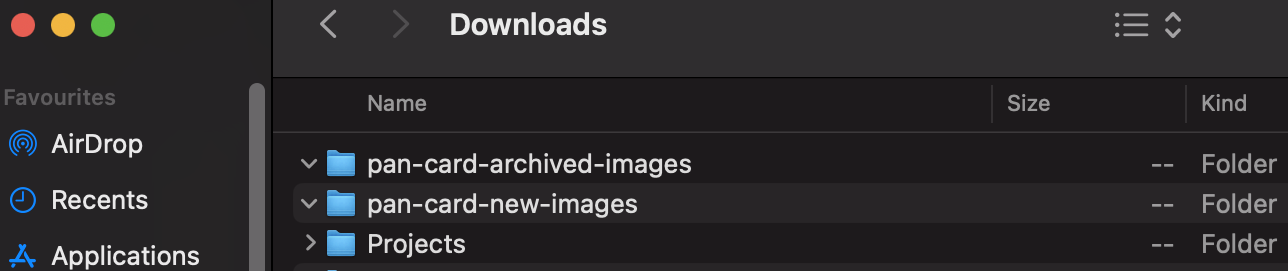 Downloads
Favourites
AirDrop
Recents
Applications
Name Size Kind
pan-card-archived-images -- Folder
pan-card-new-images -- Folder
Projects -- Folder